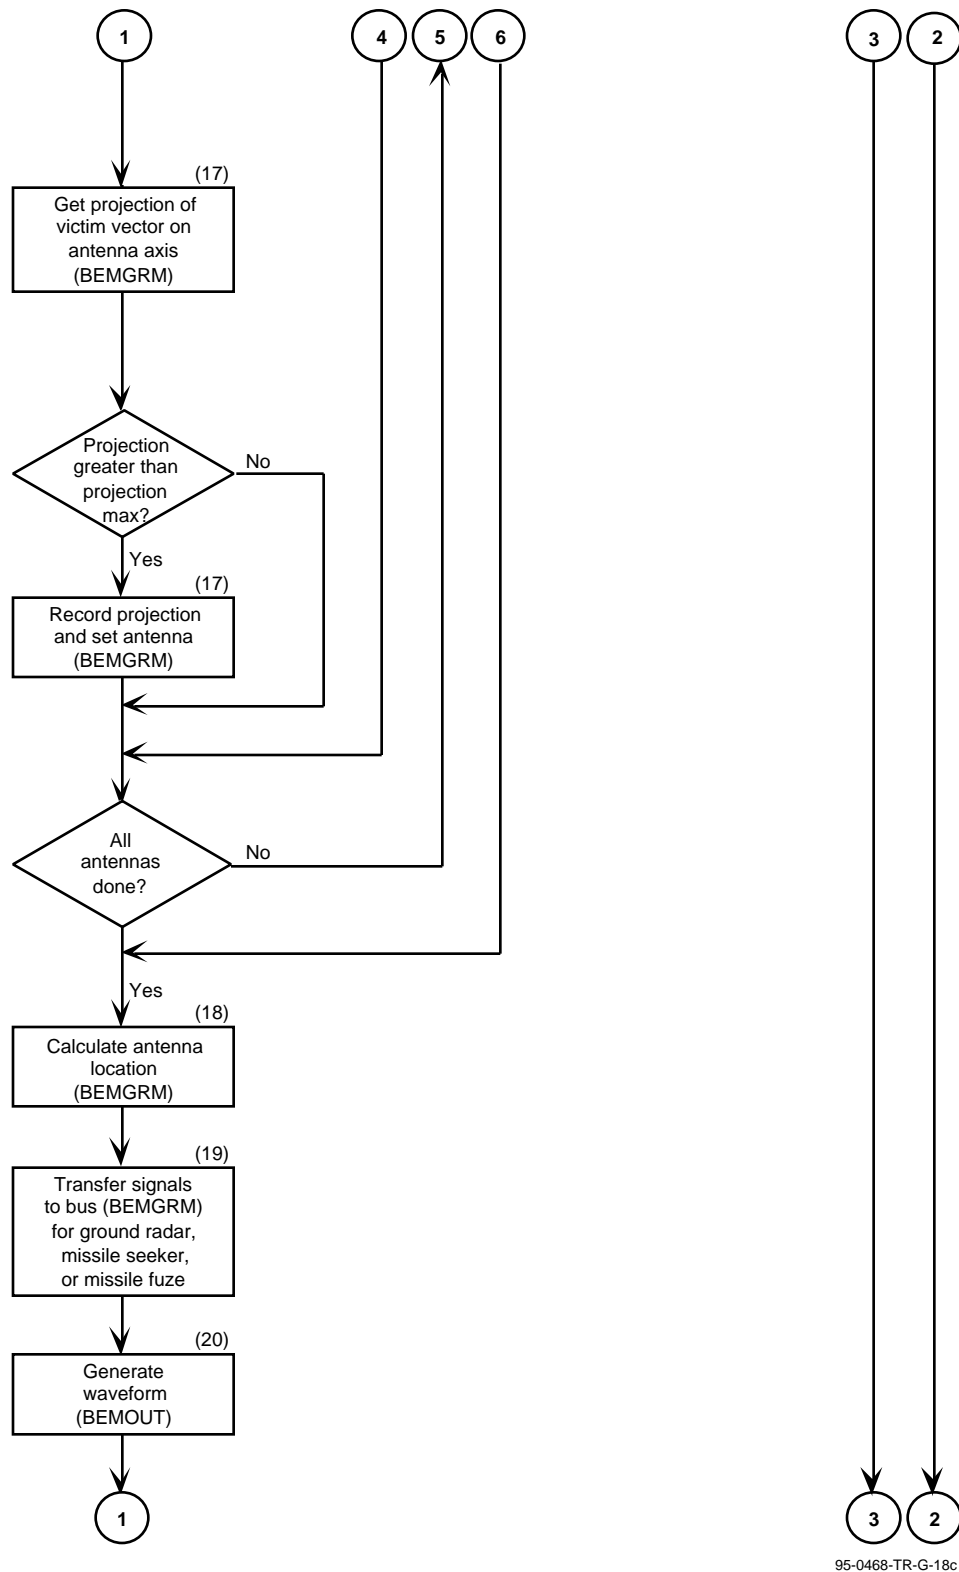 1
4
5
6
3
2
(17)
Get projection of
victim vector on
antenna axis
(BEMGRM)
Projection
greater than
projection
max?
No
Yes
(17)
Record projection
and set antenna
(BEMGRM)
All
antennas
done?
No
Yes
(18)
Calculate antenna
location
(BEMGRM)
(19)
Transfer signals
to bus (BEMGRM)
for ground radar,
missile seeker,
or missile fuze
(20)
Generate
waveform
(BEMOUT)
1
3
2
95-0468-TR-G-18c